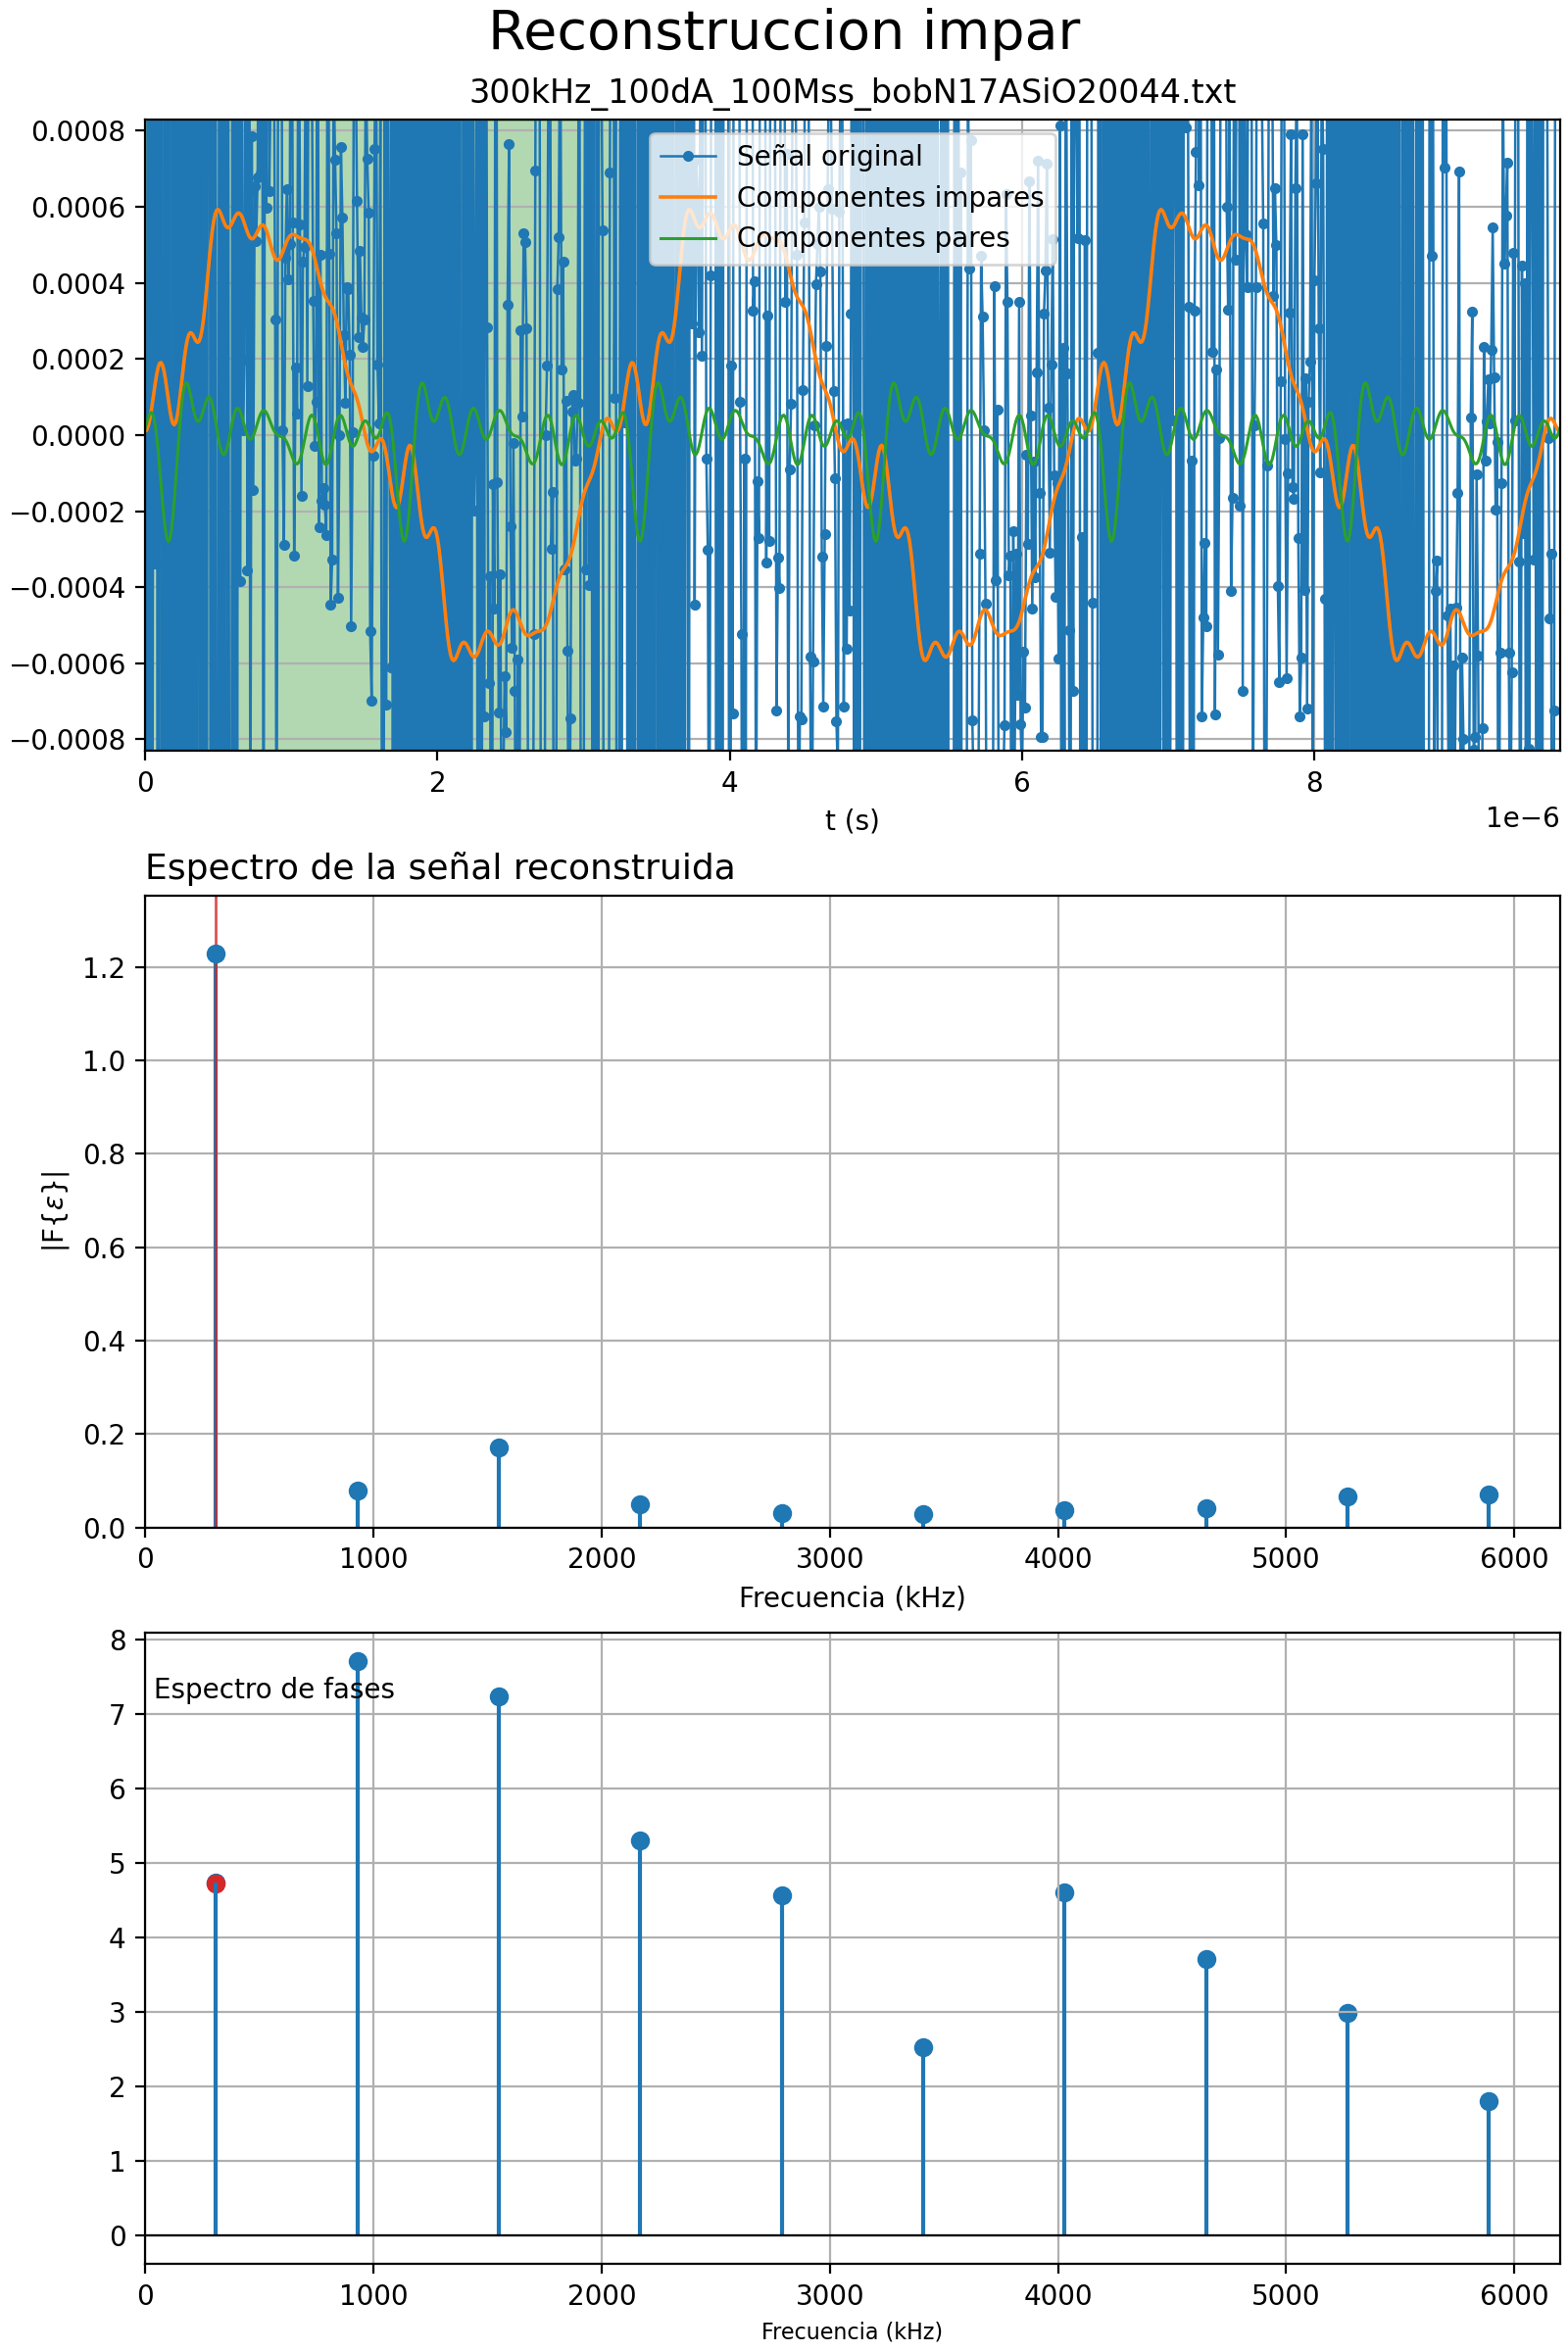 Reconstruccion impar
300kHz_100dA_100Mss_bobN17ASiO20044.txt
0.0008
0.0006
0.0004
0.0002
0.0000
−0.0002
−0.0004
−0.0006
−0.0008
Señal original
Componentes impares
Componentes pares
0 2 4 6 8
t (s)
1e−6
Espectro de la señal reconstruida
1.2
1.0
0.8
0.6
0.4
0.2
0.0
|F{ε}|
0 1000 2000 3000 4000 5000 6000
Frecuencia (kHz)
8
7
6
5
4
3
2
1
0
Espectro de fases
0 1000 2000 3000 4000 5000 6000
Frecuencia (kHz)